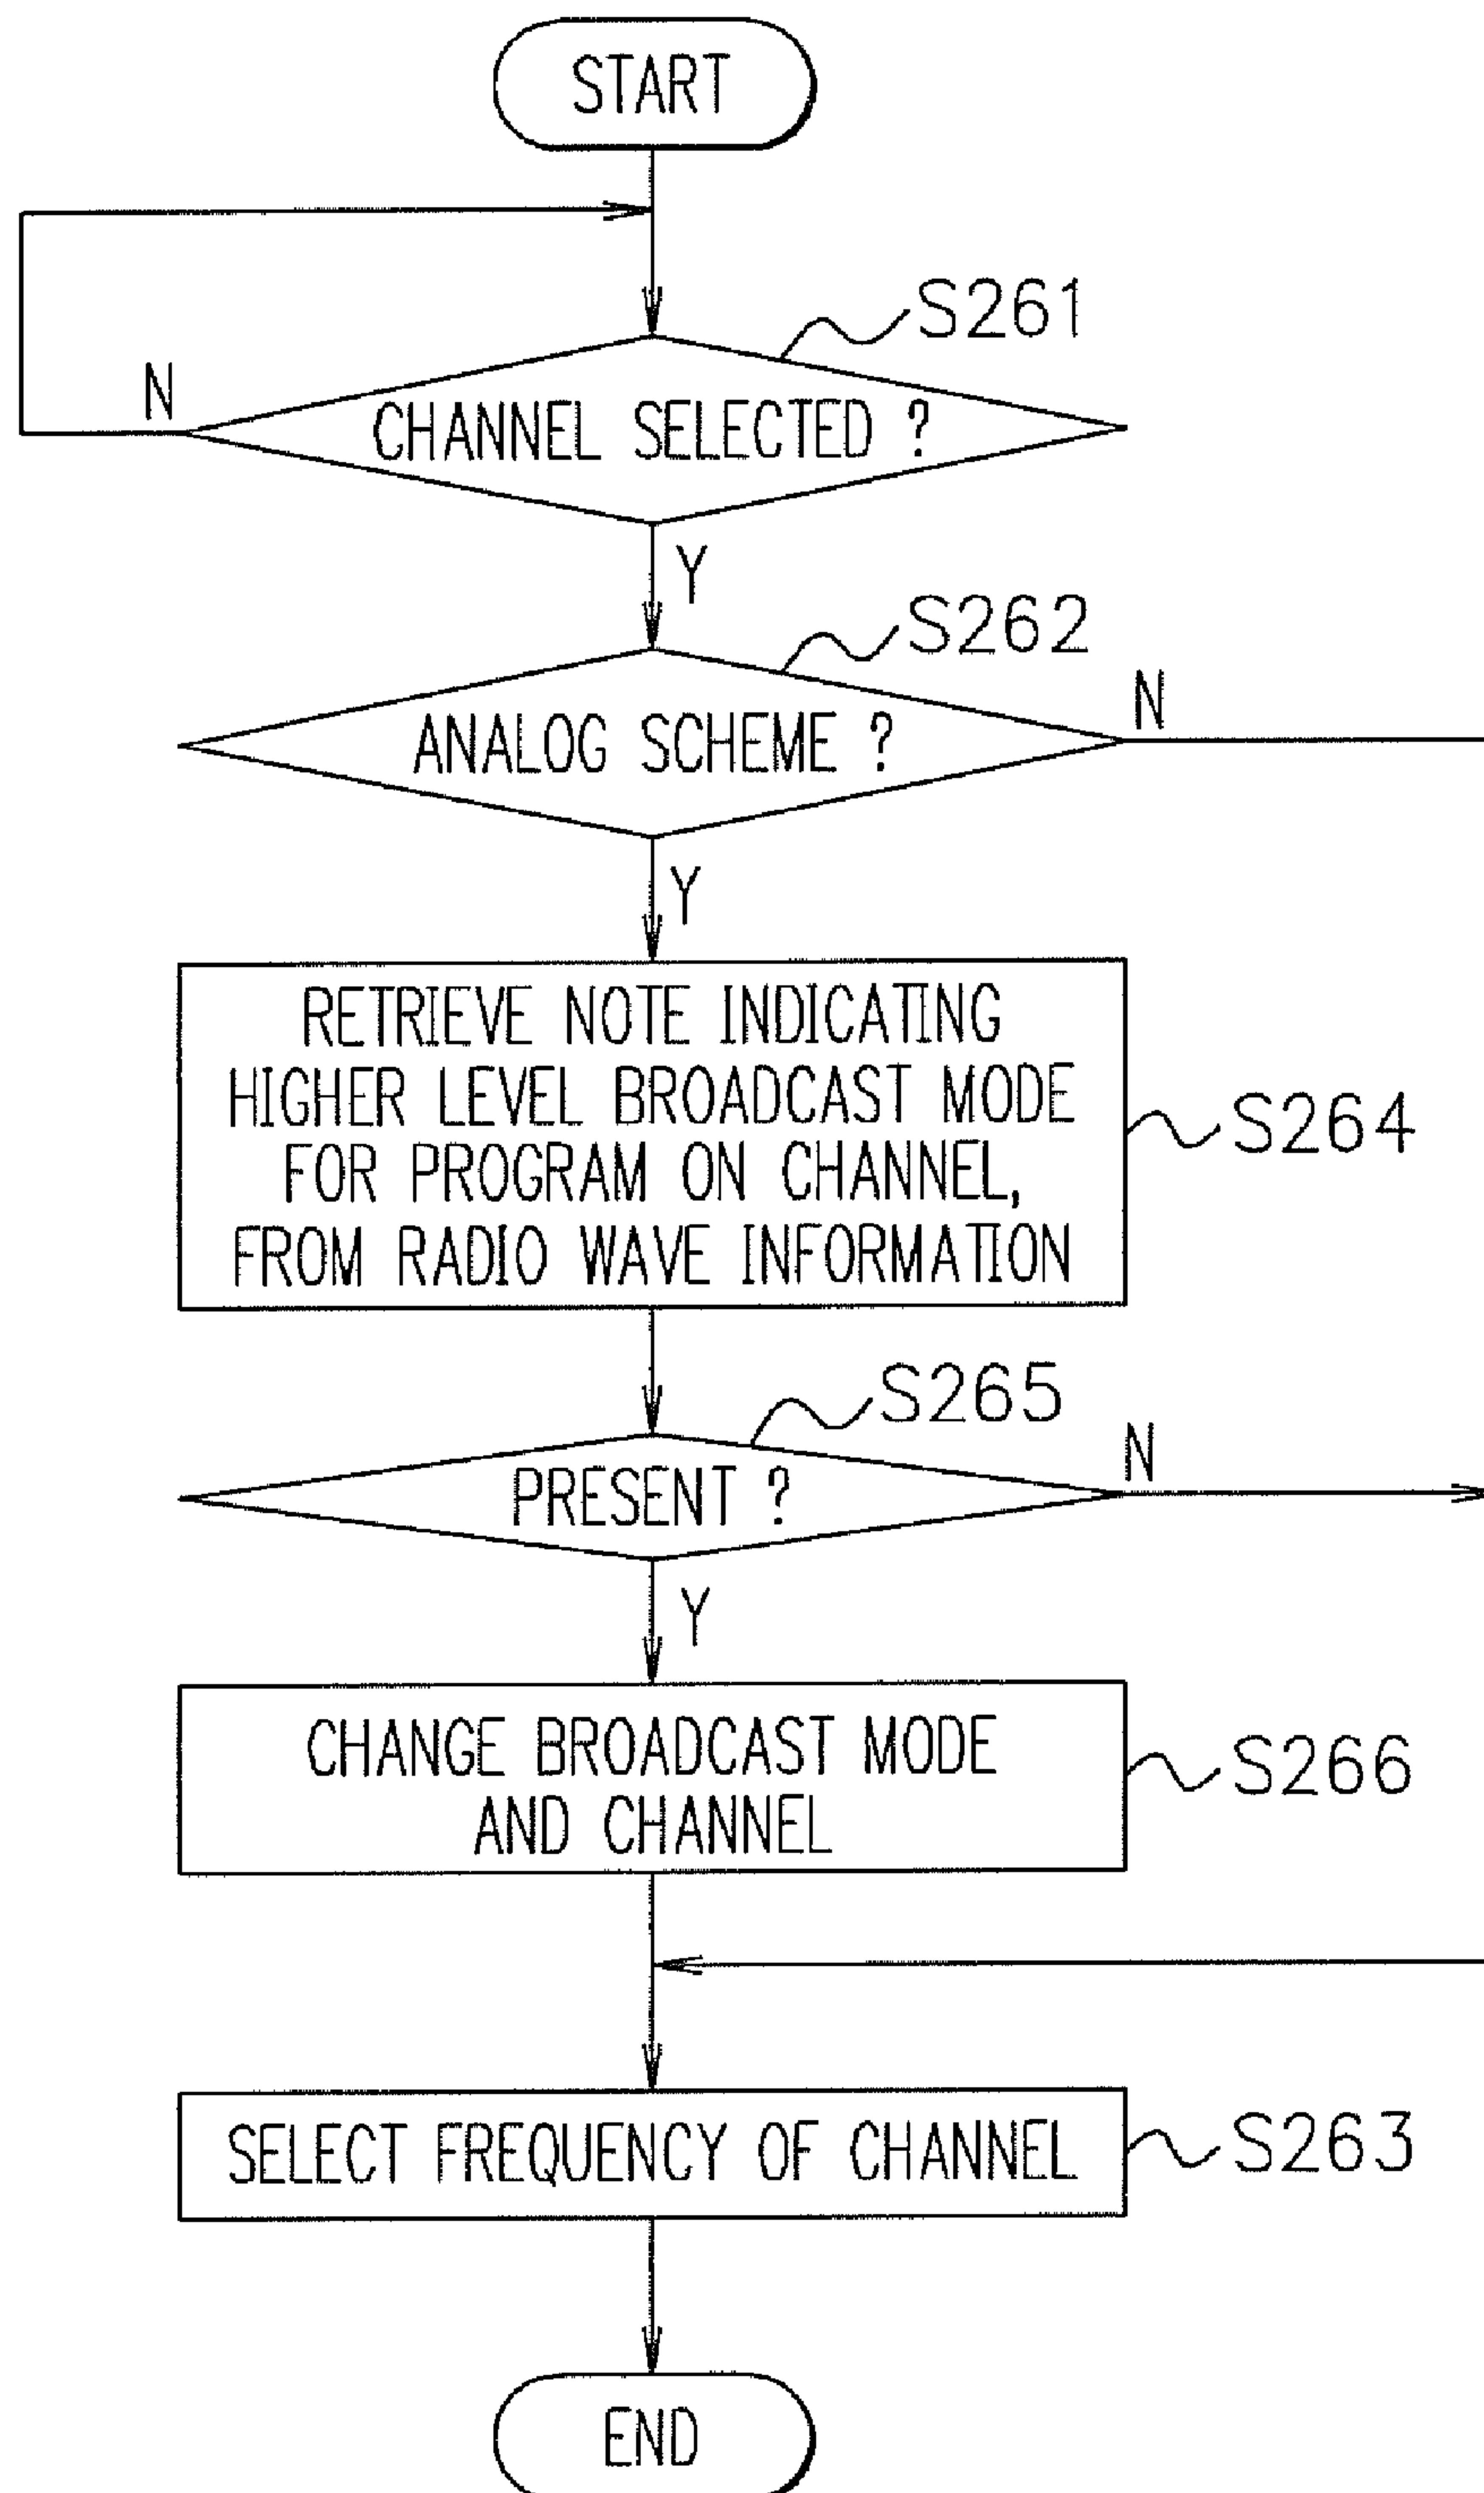 START
S261
N
CHANNEL SELECTED ?
Y
S262
N
ANALOG SCHEME ?
Y
RETRIEVE NOTE INDICATING
HIGHER LEVEL BROADCAST MODE
FOR PROGRAM ON CHANNEL,
FROM RADIO WAVE INFORMATION
S264
S265
N
PRESENT ?
Y
CHANGE BROADCAST MODE
AND CHANNEL
S266
SELECT FREQUENCY OF CHANNEL
S263
END